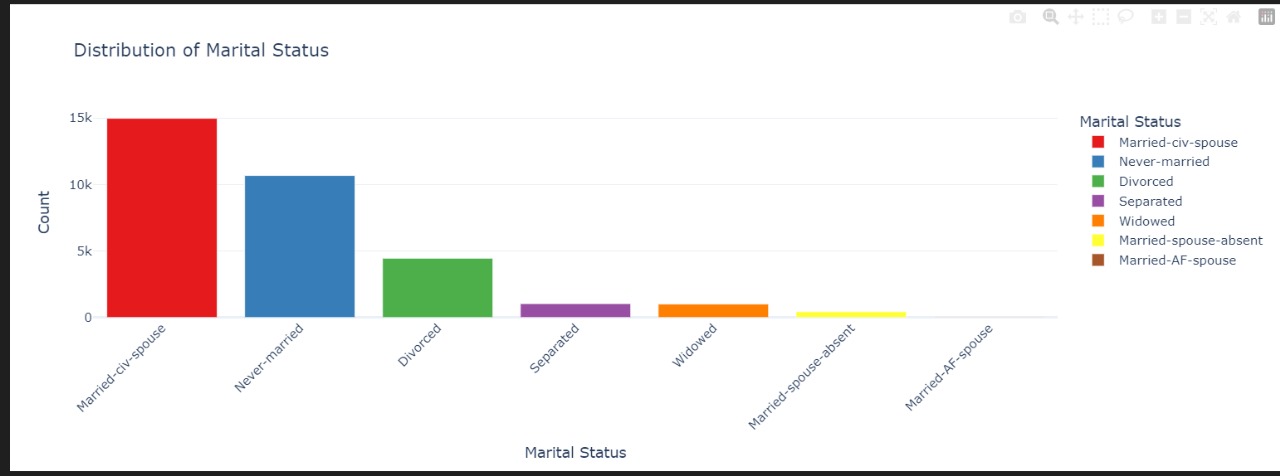 Distribution of Marital Status
15k
10k
5k
0
Count
Married-civ-spouse
Never-married
Divorced
Separated
Widowed
Married-spouse-absent
Married-AF-spouse
Marital Status
Marital Status
Married-civ-spouse
Never-married
Divorced
Separated
Widowed
Married-spouse-absent
Married-AF-spouse